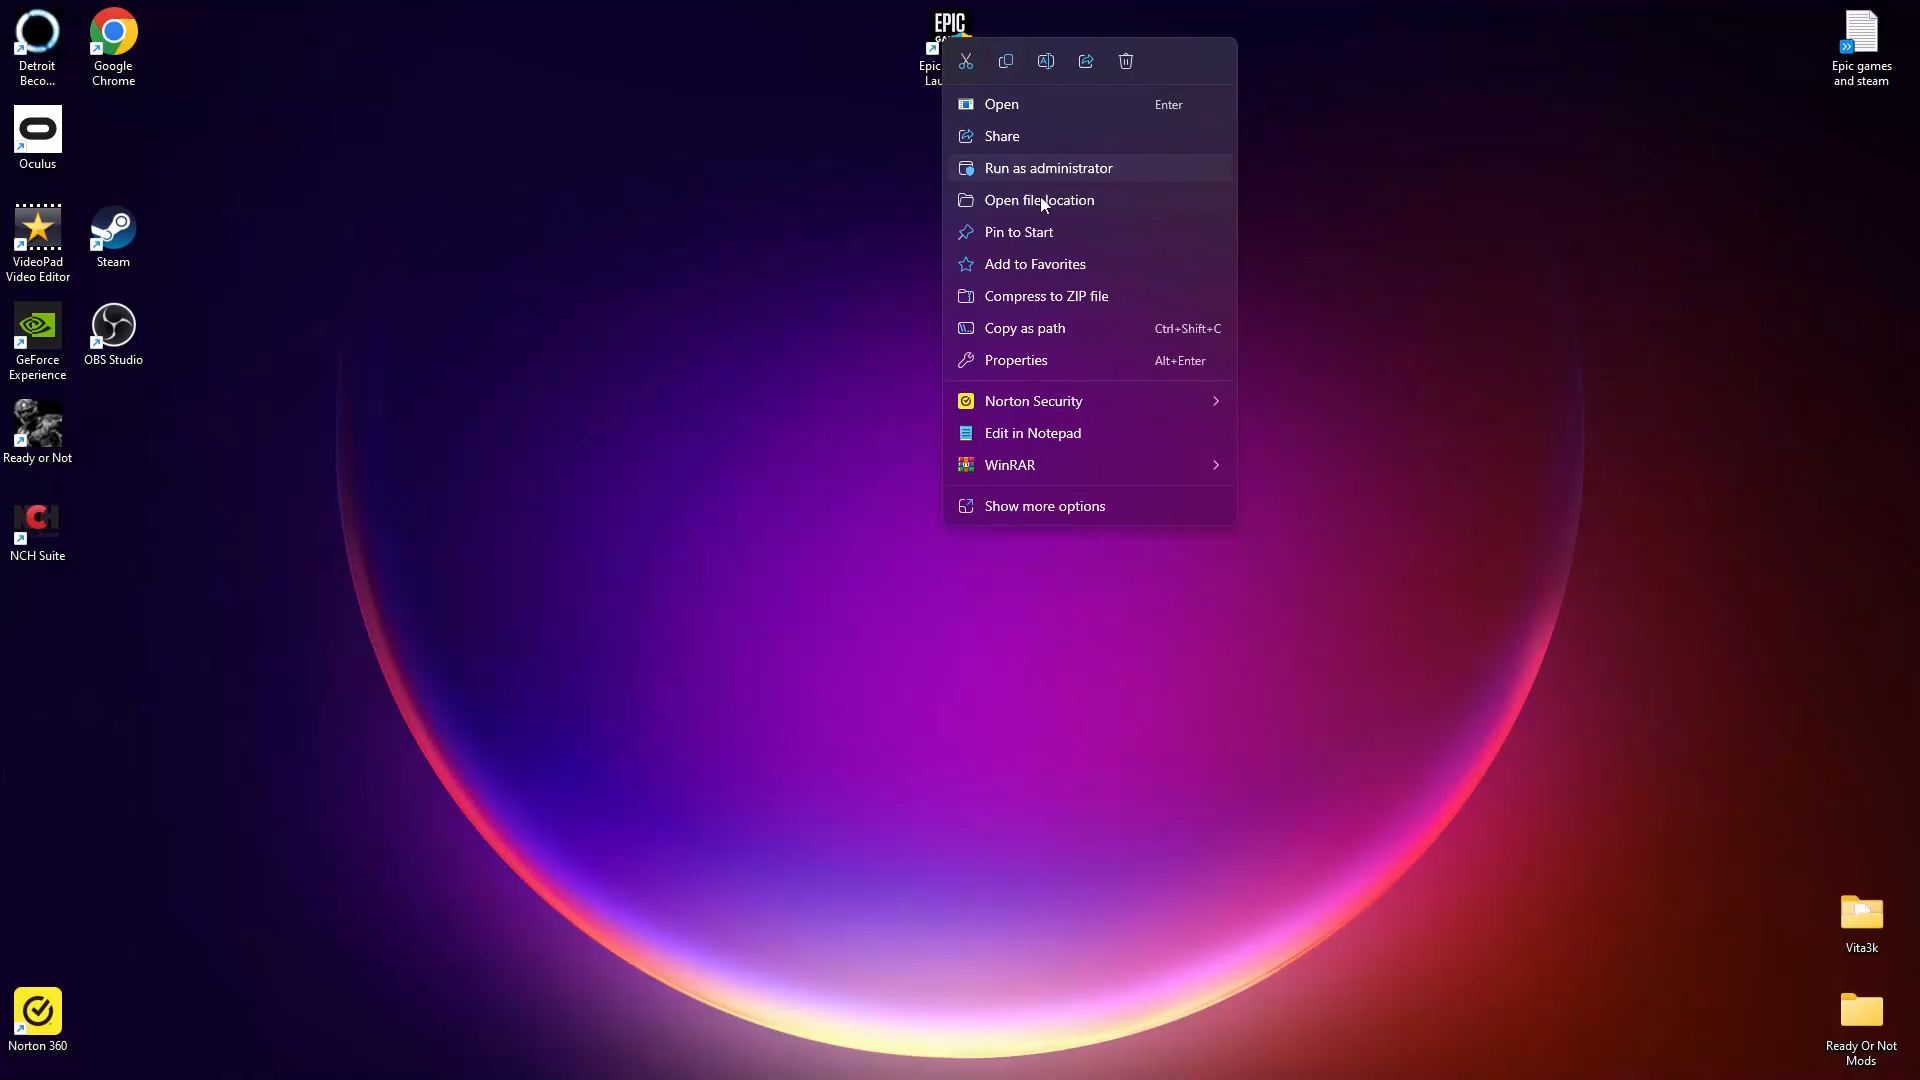 Detroit
Beco...
Google
Chrome
Oculus
VideoPad
Video Editor
Steam
GeForce
Experience
OBS Studio
Ready or Not
NCH Suite
Norton 360
EPIC
Epic
Lau
Open Enter
Share
Run as administrator
Open file location
Pin to Start
Add to Favorites
Compress to ZIP file
Copy as path Ctrl+Shift+C
Properties Alt+Enter
Norton Security
Edit in Notepad
WinRAR
Show more options
Epic games
and steam
Vita3k
Ready Or Not
Mods